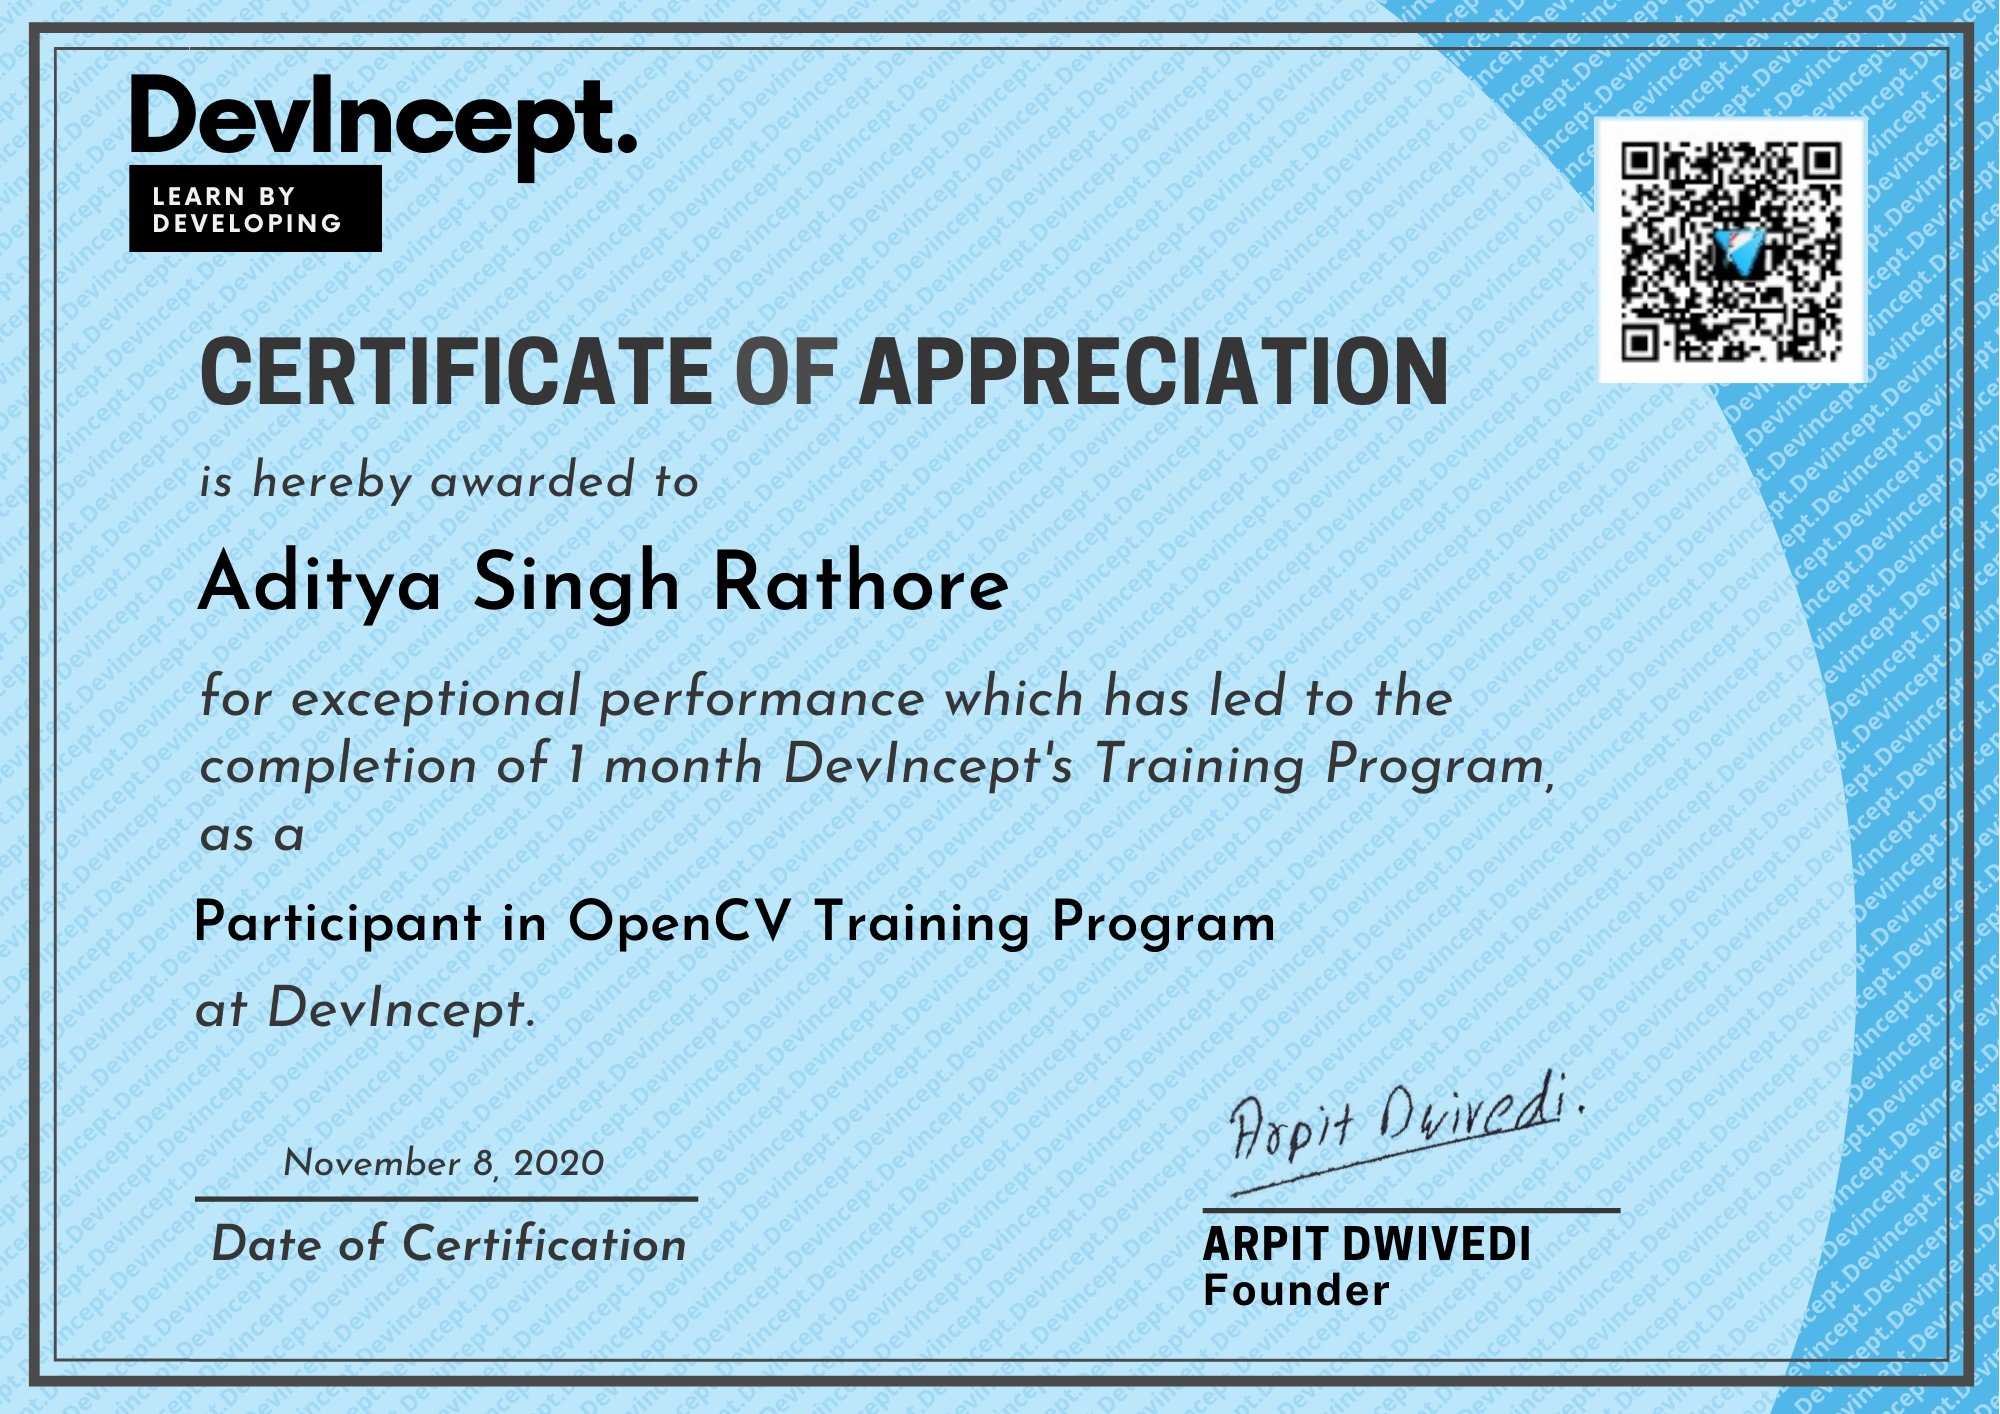 DevIncept.
LEARN BY
DEVELOPING
CERTIFICATE OF APPRECIATION
is hereby awarded to
Aditya Singh Rathore
for exceptional performance which has led to the
completion of 1 month DevIncept's Training Program,
as a
Participant in OpenCV Training Program
at DevIncept.
November 8, 2020
Date of Certification
Arpit Dwivedi.
ARPIT DWIVEDI
Founder